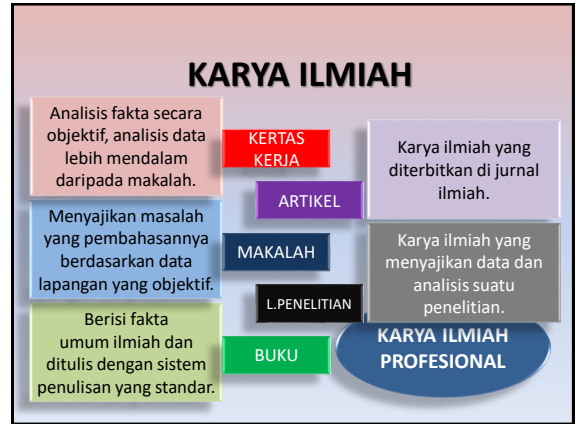 KARYA ILMIAH
Analisis fakta secara
objektif, analisis data
lebih mendalam
daripada makalah.
KERTAS
KERJA
Karya ilmiah yang
diterbitkan di jurnal
ilmiah.
ARTIKEL
Menyajikan masalah
yang pembahasannya
berdasarkan data
lapangan yang objektif.
MAKALAH
Karya ilmiah yang
menyajikan data dan
analisis suatu
penelitian.
L.PENELITIAN
Berisi fakta
umum ilmiah dan
ditulis dengan sistem
penulisan yang standar.
BUKU
KARYA ILMIAH
PROFESIONAL